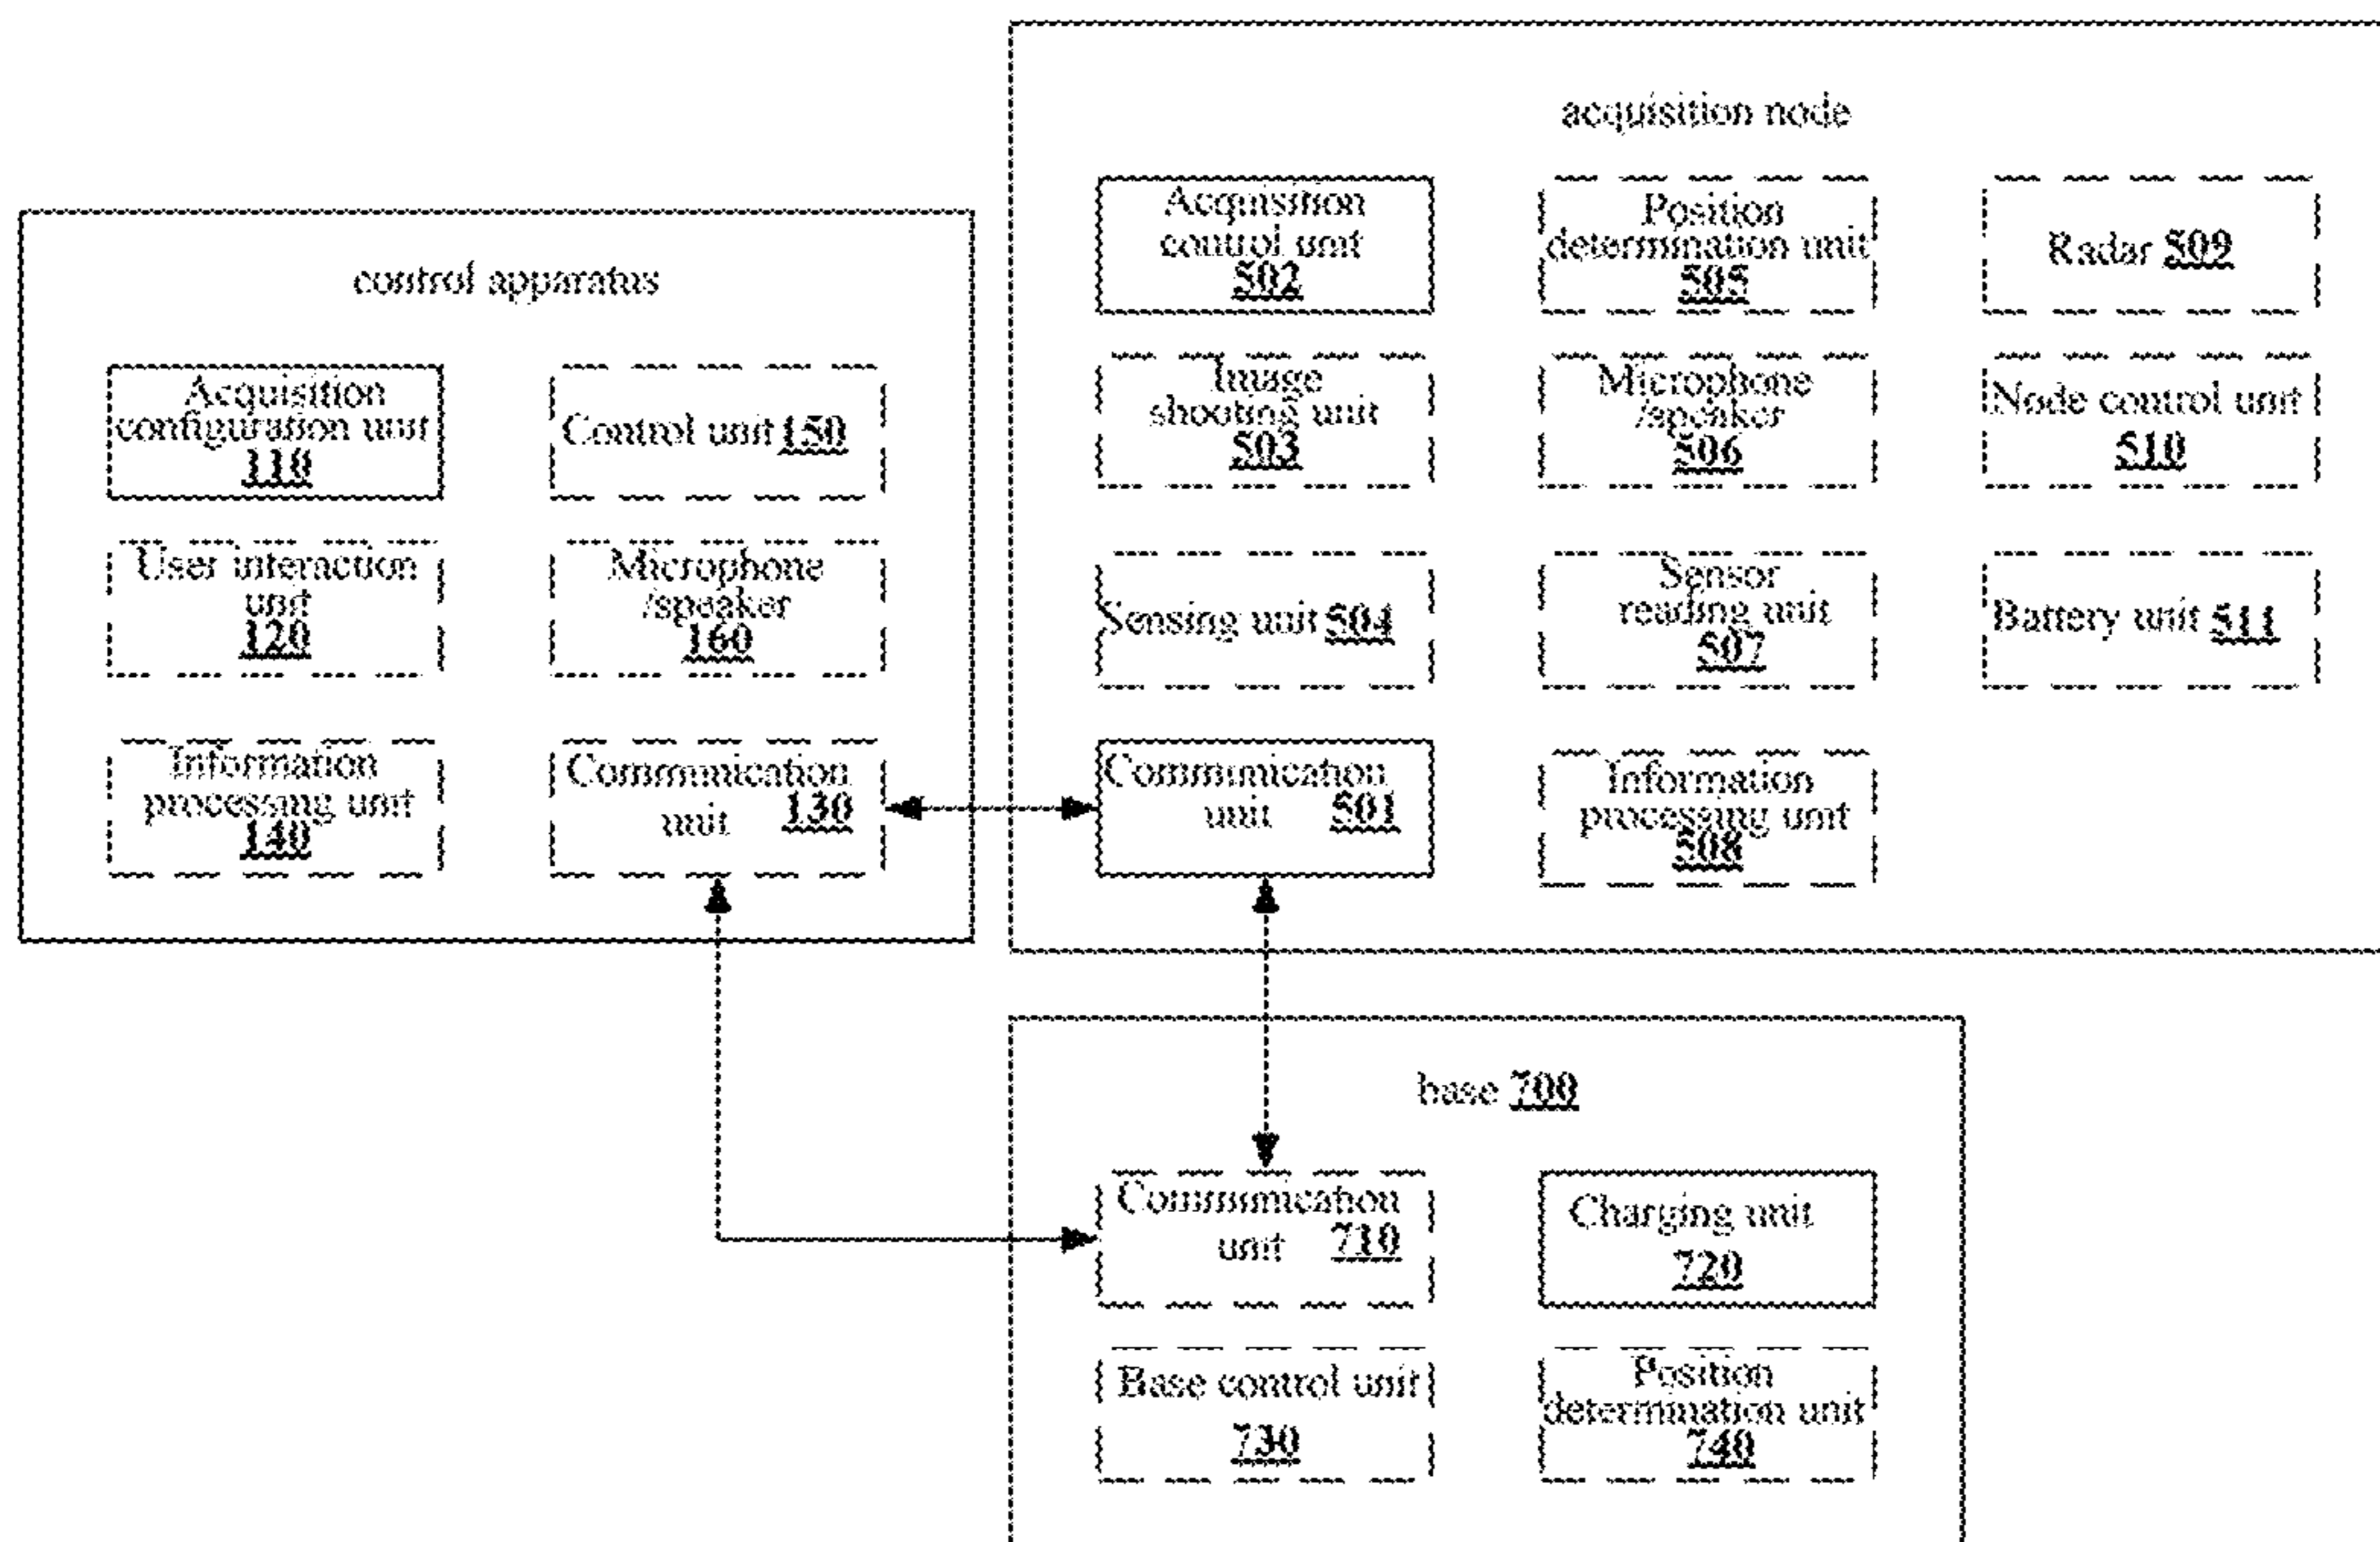 control apparatus
Acquisition
configuration unit
110
Control unit 150
User interaction
unit
120
Microphone
/speaker
160
Information
processing unit
140
Communication
unit 130
acquisition node
Acquisition
control unit
502
Position
determination unit
505
Radar 509
Image
shooting unit
503
Microphone
/speaker
506
Node control unit
510
Sensing unit 504
Sensor
reading unit
507
Battery unit 511
Communication
unit 501
Information
processing unit
508
base 700
Communication
unit 710
Charging unit
720
Base control unit
730
Position
determination unit
740